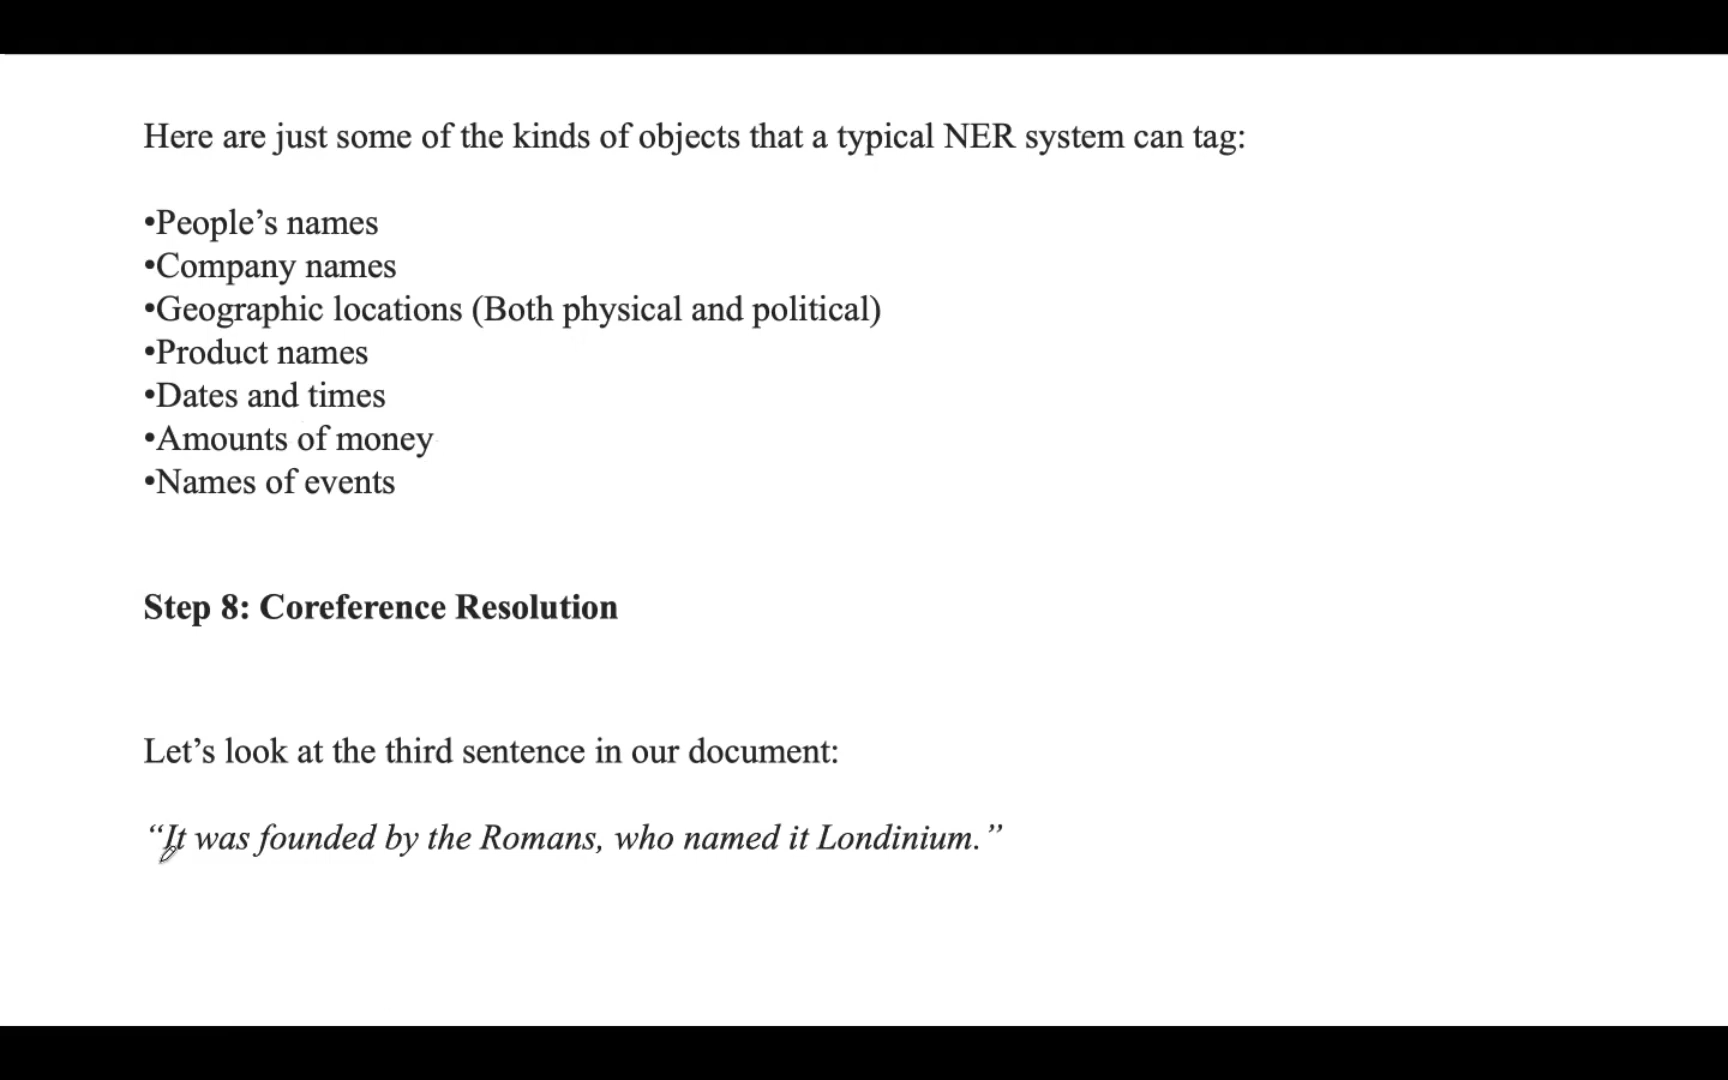 Here are just some of the kinds of objects that a typical NER system can tag:
•People’s names
•Company names
•Geographic locations (Both physical and political)
•Product names
•Dates and times
•Amounts of money
•Names of events
Step 8: Coreference Resolution
Let’s look at the third sentence in our document:
“It was founded by the Romans, who named it Londinium.”